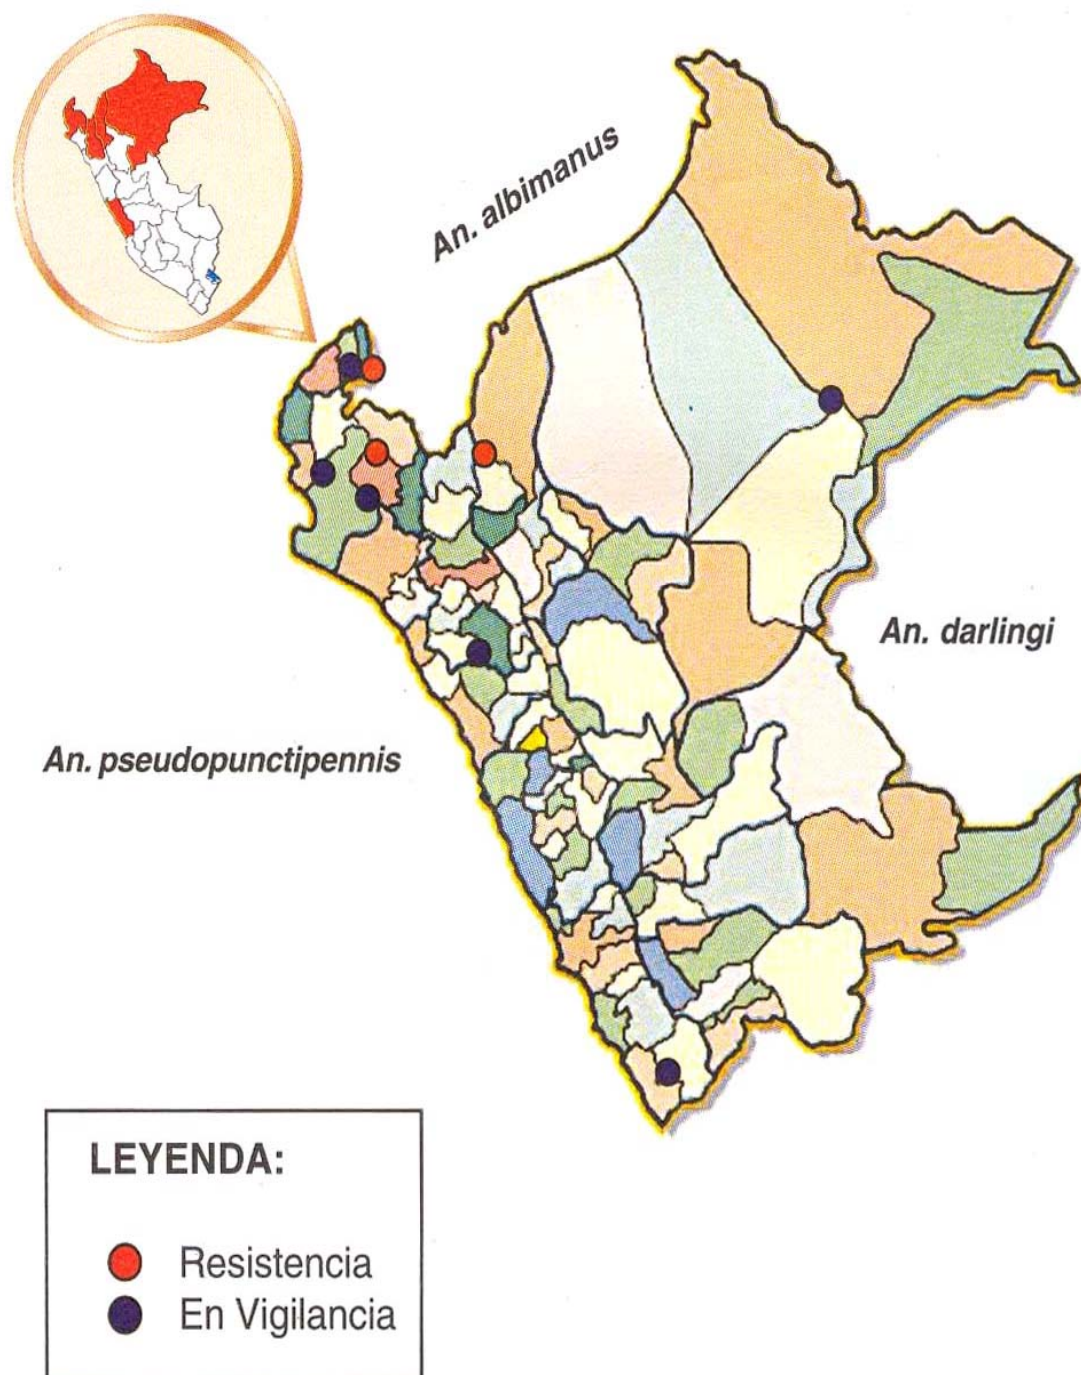 An. albimanus
An. darlingi
An. pseudopunctipennis
LEYENDA:
Resistencia
En Vigilancia